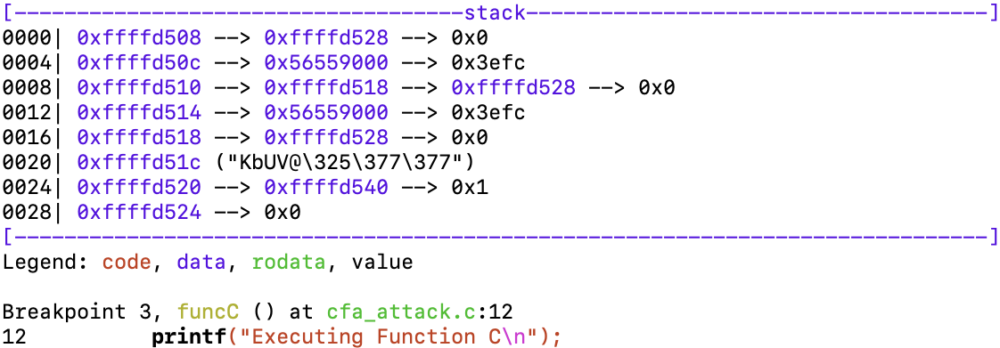 [------------------------------------stack-------------------------------------]
0000| 0xffffd508 --> 0xffffd528 --> 0x0
0004| 0xffffd50c --> 0x56559000 --> 0x3efc
0008| 0xffffd510 --> 0xffffd518 --> 0xffffd528 --> 0x0
0012| 0xffffd514 --> 0x56559000 --> 0x3efc
0016| 0xffffd518 --> 0xffffd528 --> 0x0
0020| 0xffffd51c ("KbUV@\325\377\377")
0024| 0xffffd520 --> 0xffffd540 --> 0x1
0028| 0xffffd524 --> 0x0
[------------------------------------------------------------------------------]
Legend: code, data, rodata, value
Breakpoint 3, funcC () at cfa_attack.c:12
12          printf("Executing Function C\n");